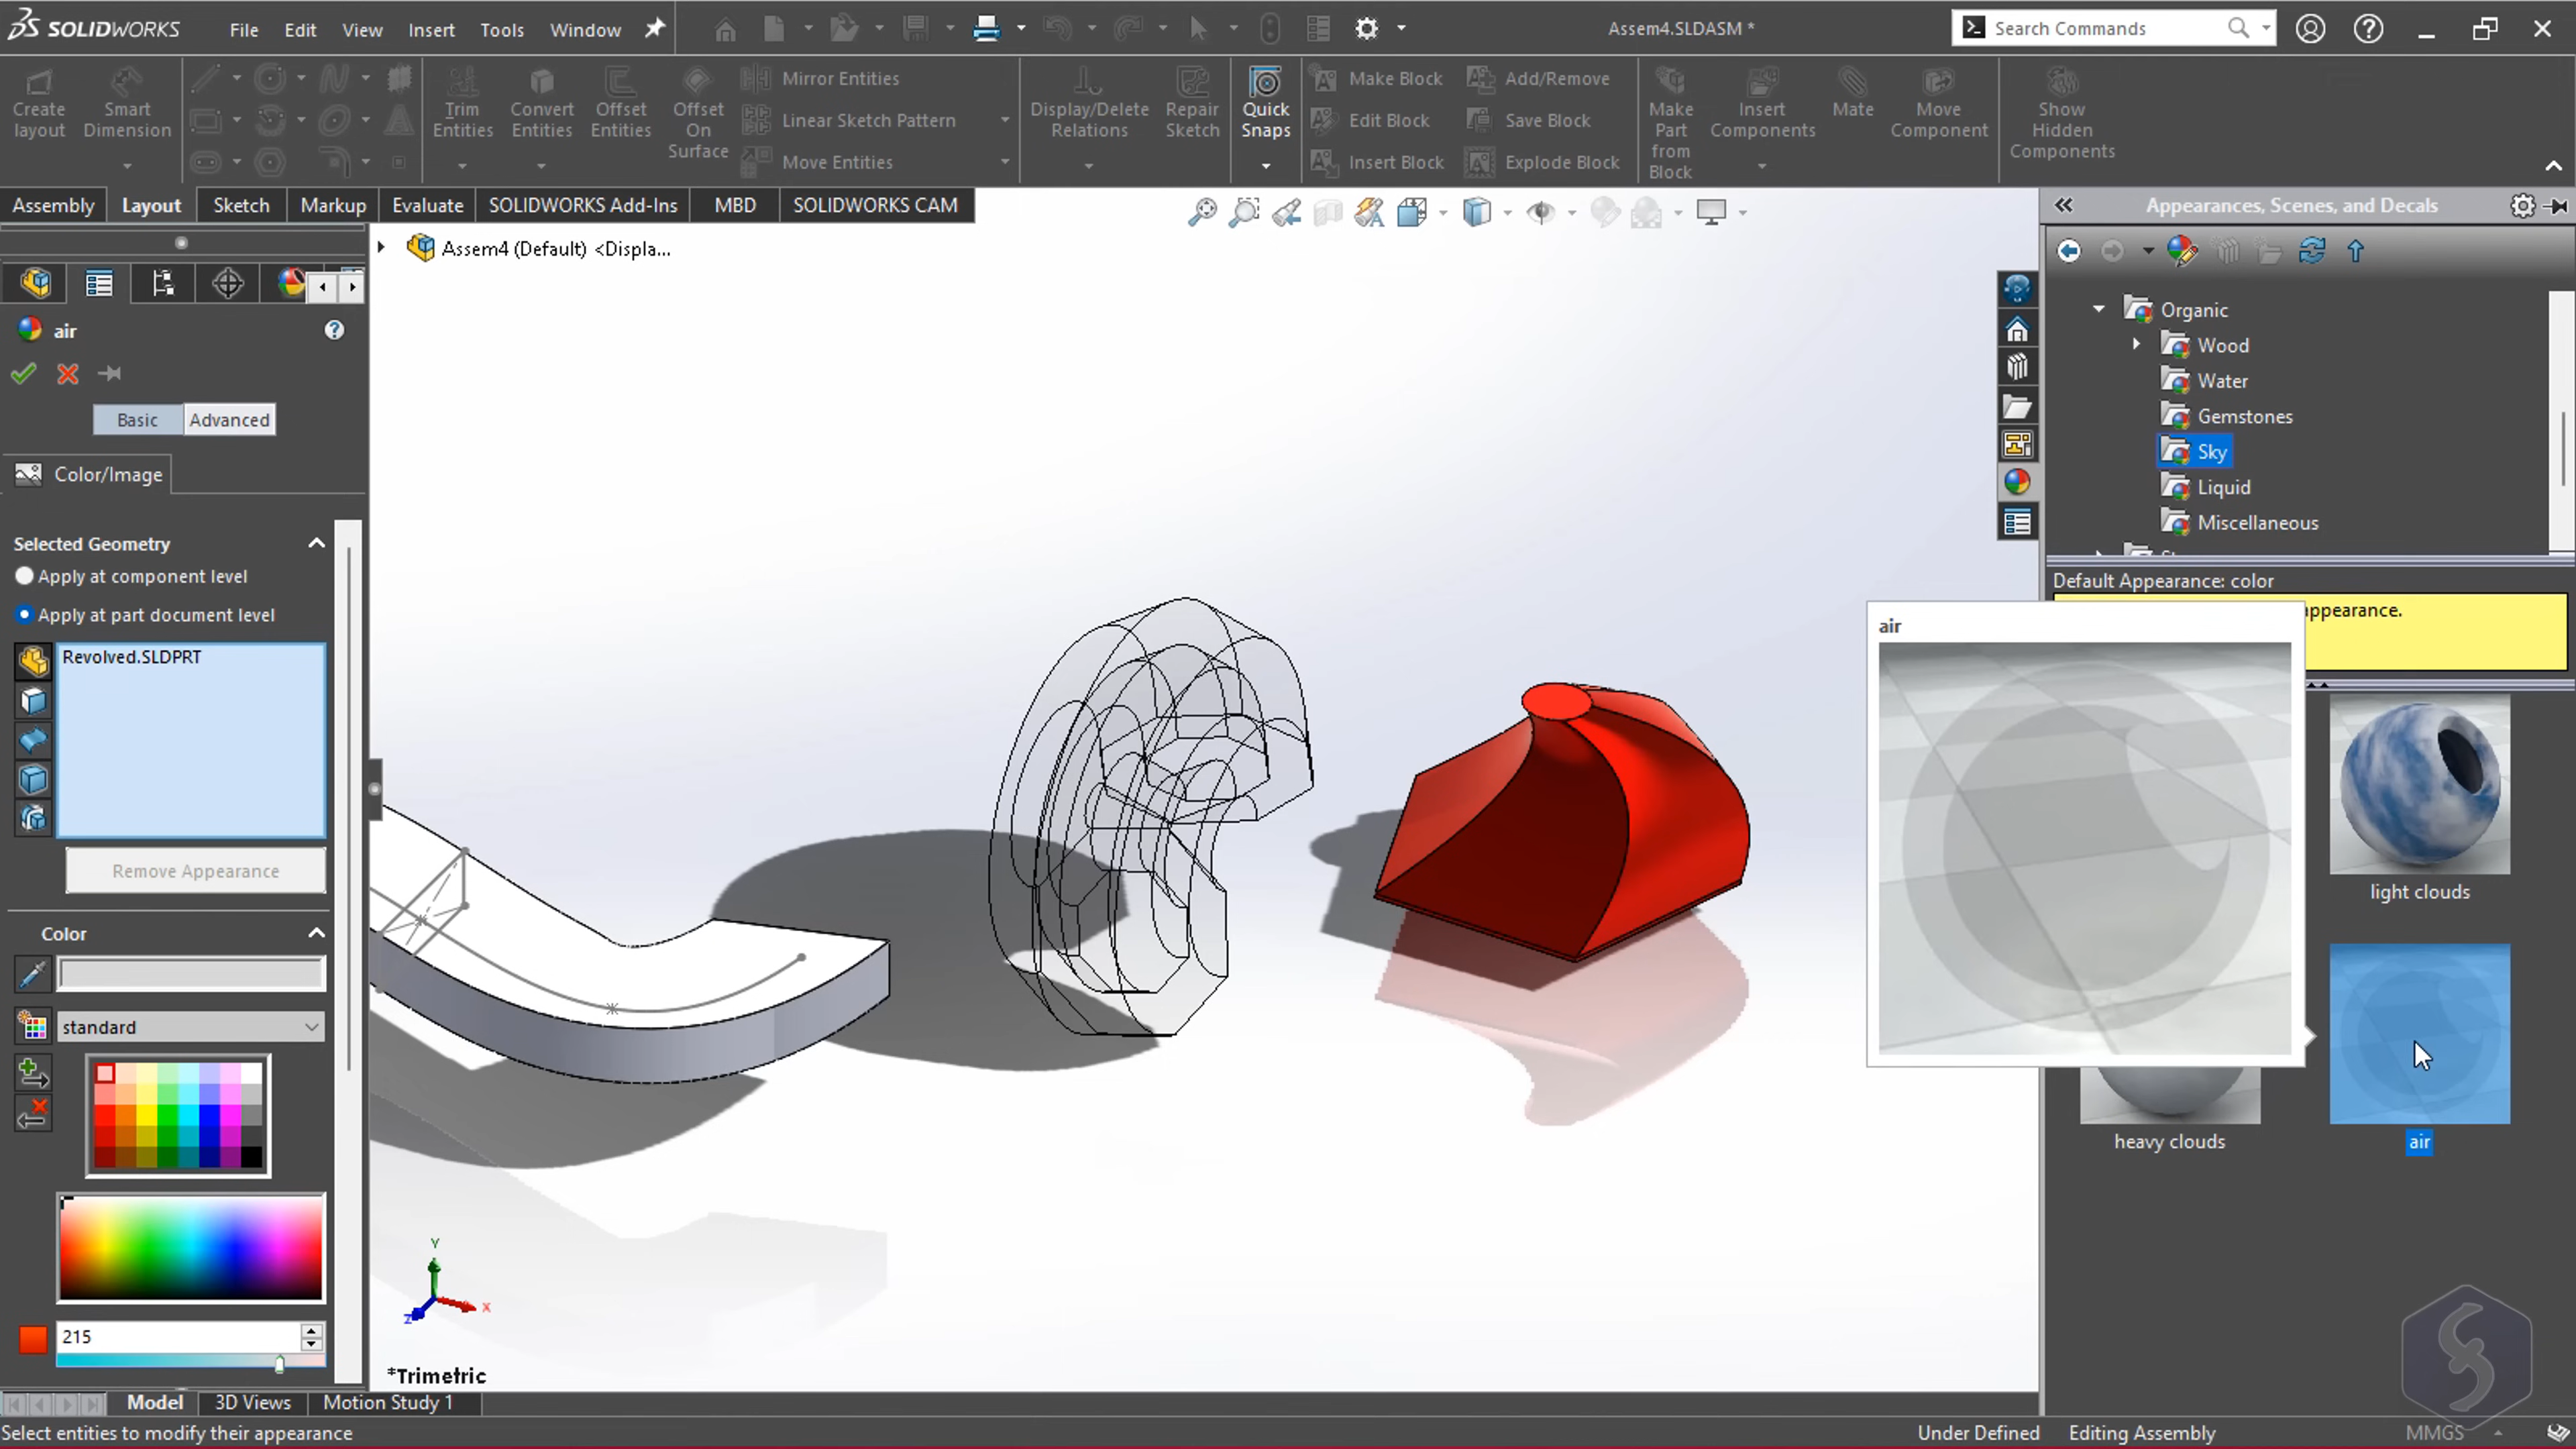 SOLIDWORKS File Edit View Insert Tools Window Assem4.SLDASM * Search Commands
Create layout
Smart Dimension
Trim Entities
Convert Entities
Offset Entities
Offset On Surface
Mirror Entities
Linear Sketch Pattern
Move Entities
Display/Delete Relations
Repair Sketch
Quick Snaps
Make Block
Edit Block
Insert Block
Add/Remove
Save Block
Explode Block
Make Part from Block
Insert Components
Mate
Move Component
Show Hidden Components
Assembly Layout Sketch Markup Evaluate SOLIDWORKS Add-Ins MBD SOLIDWORKS CAM
Assem4 (Default) <Displa...
air
Basic Advanced
Color/Image
Selected Geometry
Apply at component level
Apply at part document level
Revolved.SLDPRT
Remove Appearance
Color
standard
215
Y
X
Z
*Trimetric
Appearances, Scenes, and Decals
Organic
Wood
Water
Gemstones
Sky
Liquid
Miscellaneous
Default Appearance: color
appearance.
air
light clouds
heavy clouds
air
Model 3D Views Motion Study 1
Select entities to modify their appearance
Under Defined Editing Assembly MMGS